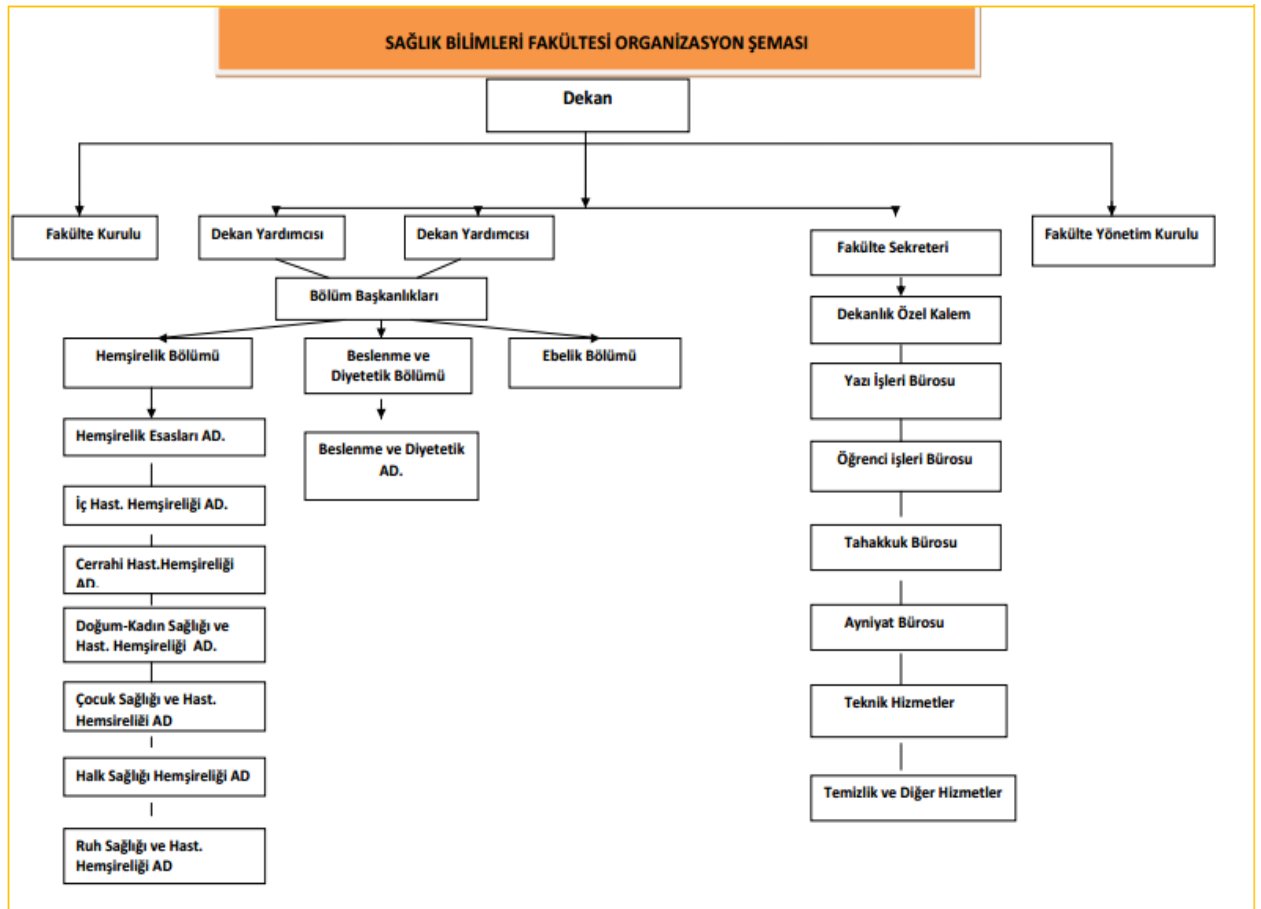 SAĞLIK BİLİMLERİ FAKÜLTESİ ORGANİZASYON ŞEMASI
Dekan
Fakülte Kurulu
Dekan Yardımcısı
Dekan Yardımcısı
Fakülte Sekreteri
Fakülte Yönetim Kurulu
Bölüm Başkanlıkları
Hemşirelik Bölümü
Beslenme ve
Diyetetik Bölümü
Ebelik Bölümü
Hemşirelik Esasları AD.
İç Hast. Hemşireliği AD.
Cerrahi Hast.Hemşireliği
AD.
Doğum-Kadın Sağlığı ve
Hast. Hemşireliği AD.
Çocuk Sağlığı ve Hast.
Hemşireliği AD
Halk Sağlığı Hemşireliği AD
Ruh Sağlığı ve Hast.
Hemşireliği AD
Beslenme ve Diyetetik
AD.
Dekanlık Özel Kalem
Yazı İşleri Bürosu
Öğrenci işleri Bürosu
Tahakkuk Bürosu
Ayniyat Bürosu
Teknik Hizmetler
Temizlik ve Diğer Hizmetler